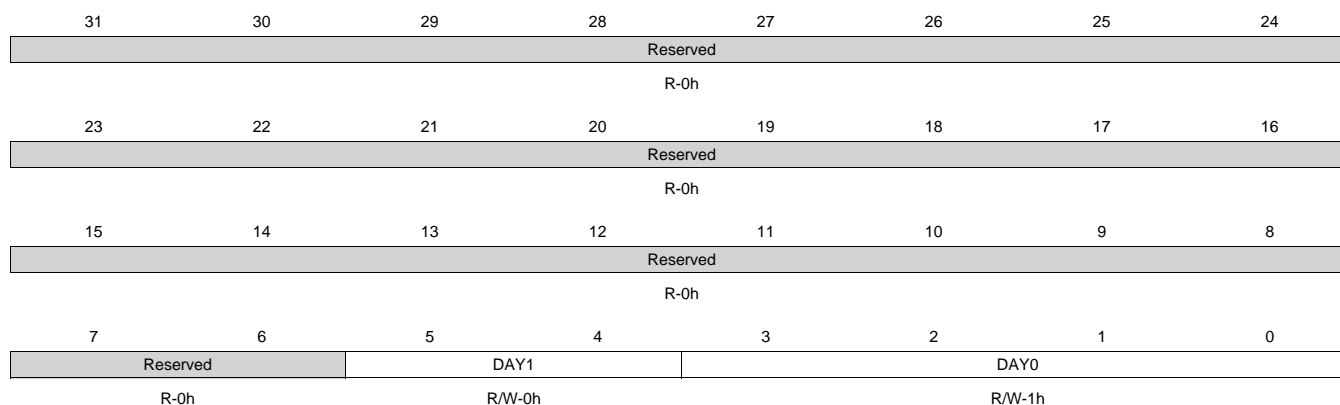 31 30 29 28 27 26 25 24
Reserved
R-0h
23 22 21 20 19 18 17 16
Reserved
R-0h
15 14 13 12 11 10 9 8
Reserved
R-0h
7 6 5 4 3 2 1 0
Reserved DAY1 DAY0
R-0h R/W-0h R/W-1h